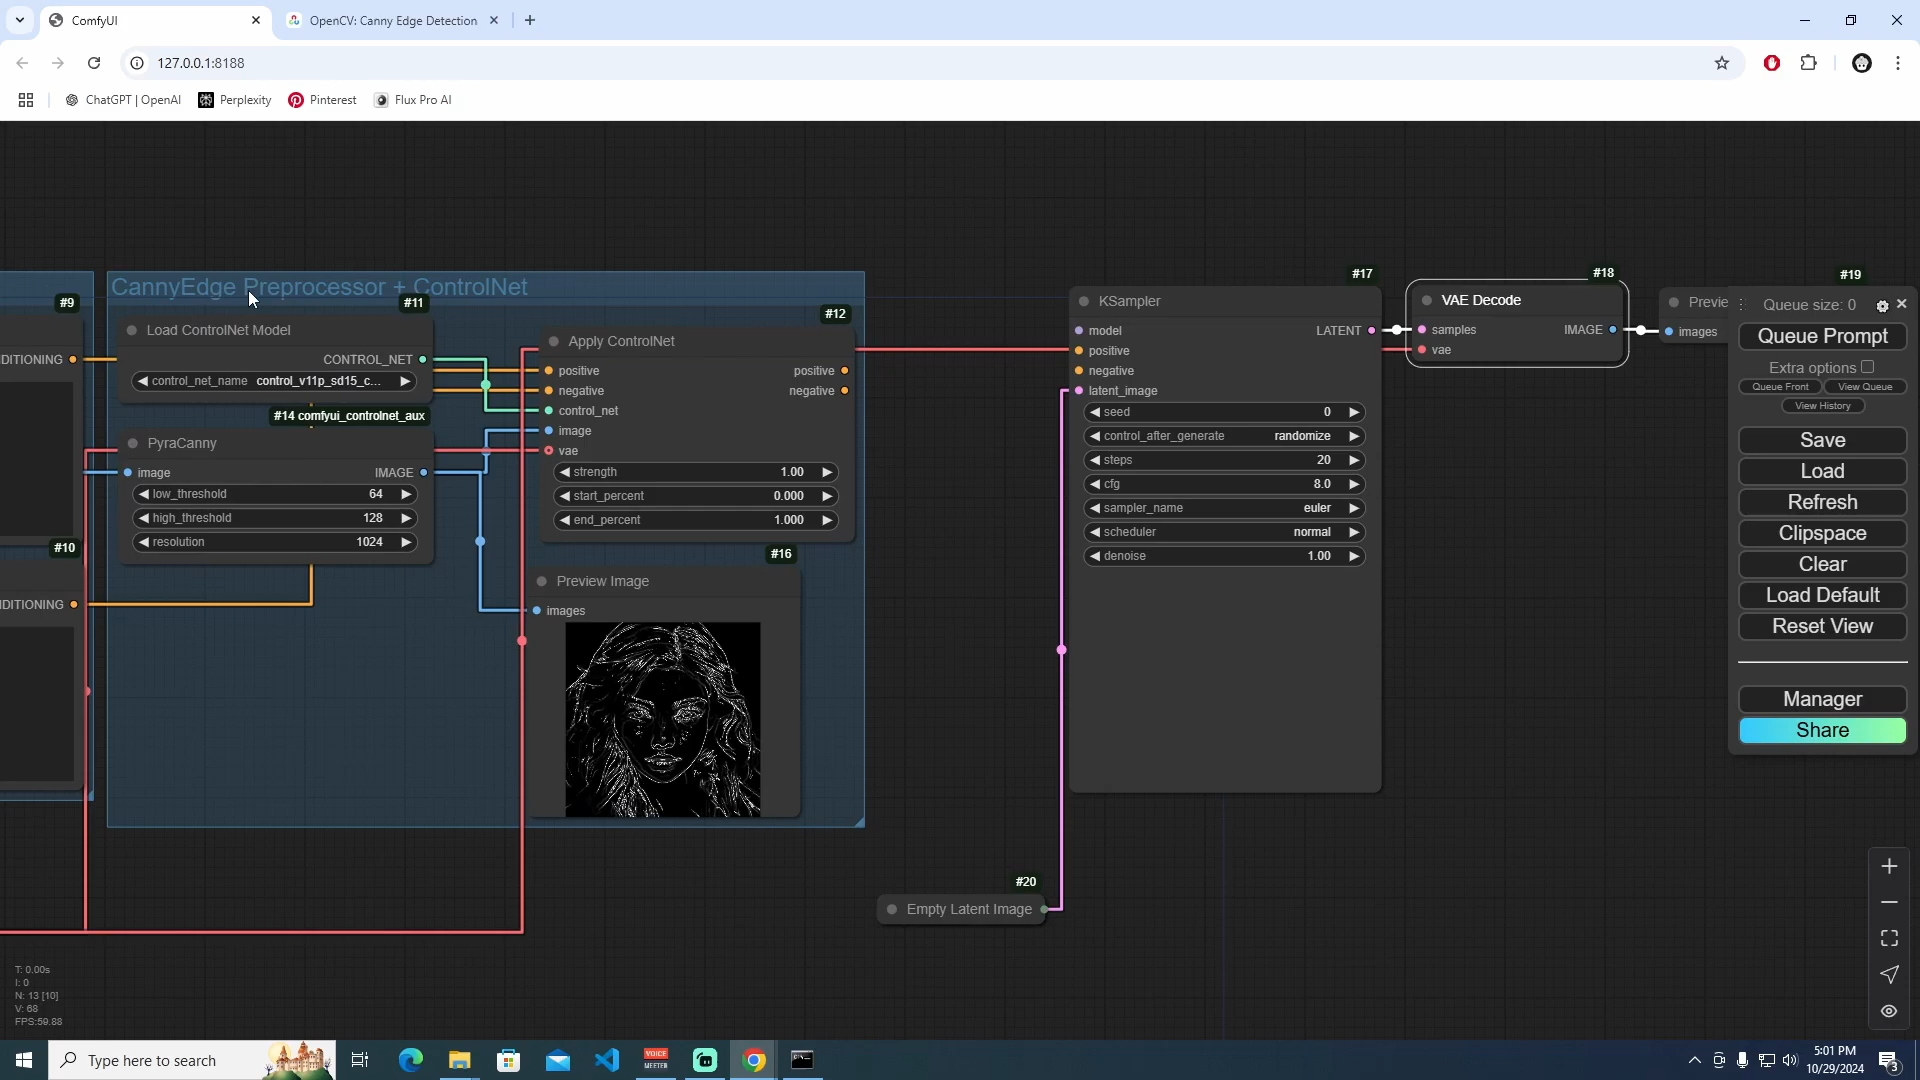 ComfyUI
OpenCV: Canny Edge Detection
127.0.0.1:8188
ChatGPT | OpenAI
Perplexity
Pinterest
Flux Pro AI
#9
DITIONING
#10
DITIONING
CannyEdge Preprocessor + ControlNet
#11
Load ControlNet Model
CONTROL_NET
control_net_name control_v11p_sd15_c...
#14 comfyui_controlnet_aux
PyraCanny
image IMAGE
low_threshold 64
high_threshold 128
resolution 1024
#12
Apply ControlNet
positive positive
negative negative
control_net
image
vae
strength 1.00
start_percent 0.000
end_percent 1.000
#16
Preview Image
images
#17
KSampler
model LATENT
positive
negative
latent_image
seed 0
control_after_generate randomize
steps 20
cfg 8.0
sampler_name euler
scheduler normal
denoise 1.00
#18
VAE Decode
samples IMAGE
vae
#19
Previe
images
#20
Empty Latent Image
Queue size: 0
Queue Prompt
Extra options
Queue Front View Queue
View History
Save
Load
Refresh
Clipspace
Clear
Load Default
Reset View
Manager
Share
T: 0.00s
I: 0
N: 13 [10]
V: 68
FPS:59.88
Type here to search
VOICE
MEETER
5:01 PM
10/29/2024
3